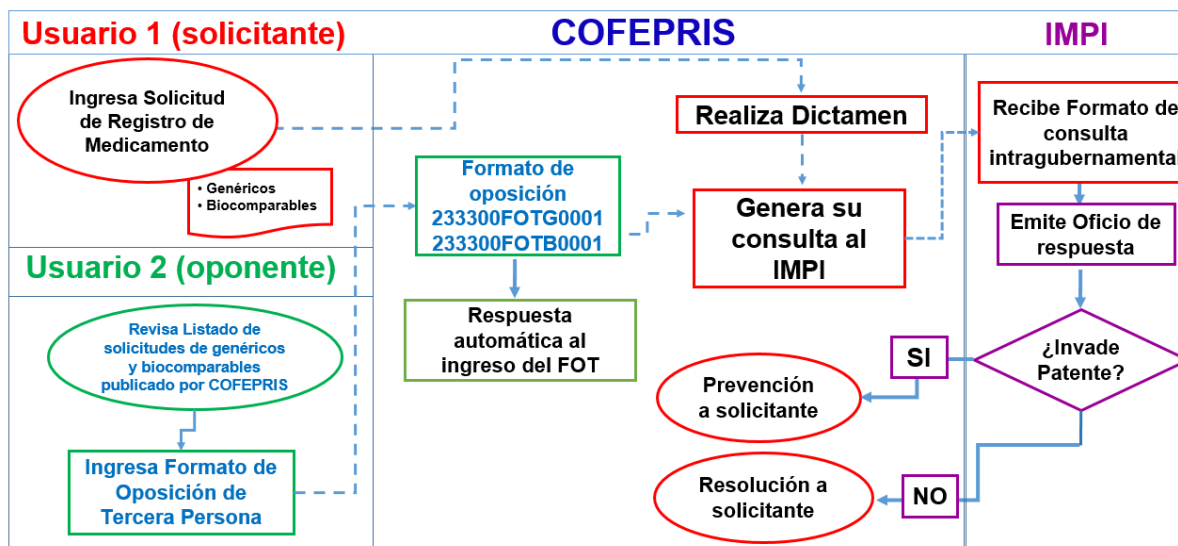 Usuario 1 (solicitante)
Ingresa Solicitud
de Registro de
Medicamento
• Genéricos
• Biocomparables
Usuario 2 (oponente)
Revisa Listado de
solicitudes de genéricos
y biocomparables
publicado por COFEPRIS
Ingresa Formato de
Oposición de
Tercera Persona
COFEPRIS
Realiza Dictamen
Formato de
oposición
233300FOTG0001
233300FOTB0001
Genera su
consulta al
IMPI
Respuesta
automática al
ingreso del FOT
Prevención
a solicitante
SI
Resolución a
solicitante
NO
IMPI
Recibe Formato de
consulta
intragubernamental
Emite Oficio de
respuesta
¿Invade
Patente?